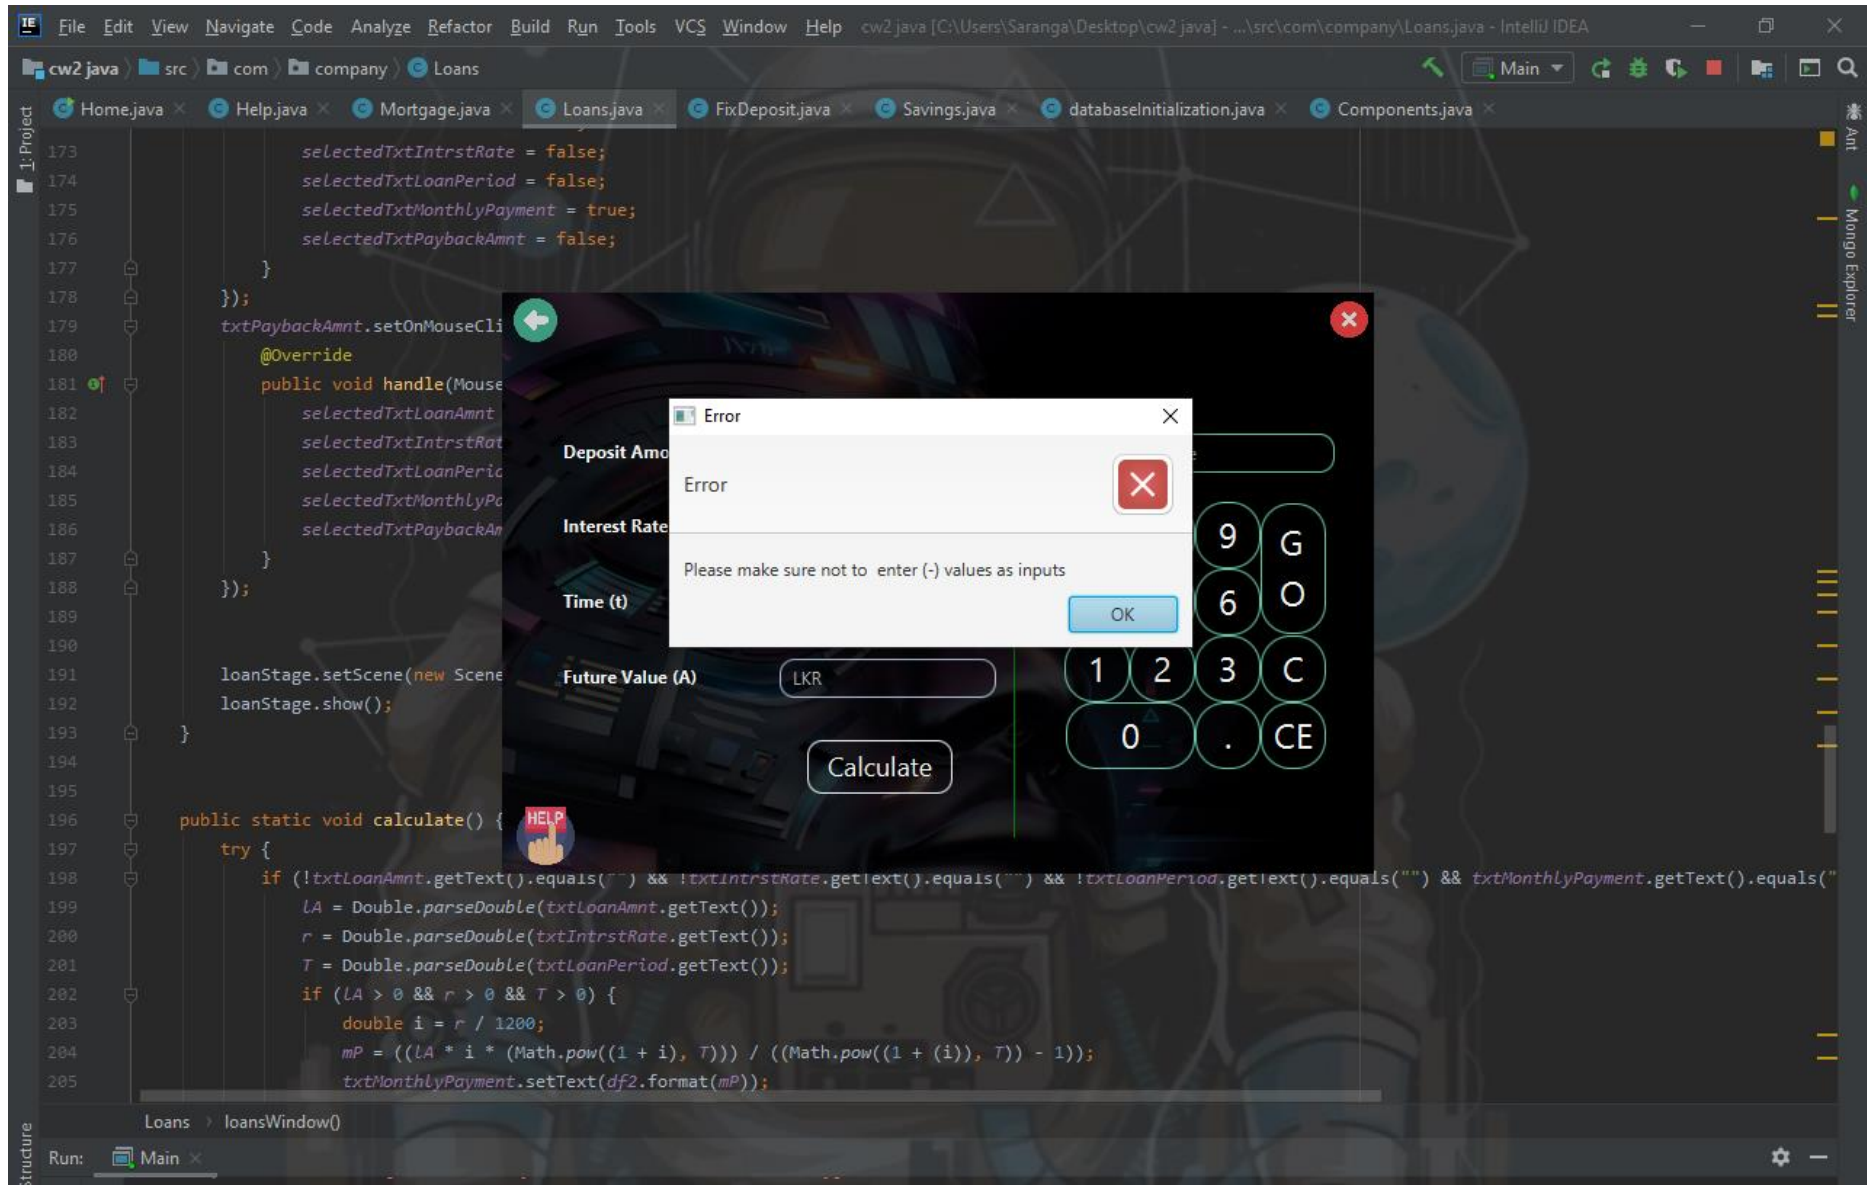 File Edit View Navigate Code Analyze Refactor Build Run Tools VCS Window Help cw2 java [C:\Users\Saranga\Desktop\cw2 java] - ...\src\com\company\Loans.java - IntelliJ IDEA
cw2 java src com company Loans Main
Home.java Help.java Mortgage.java Loans.java FixDeposit.java Savings.java databaseInitialization.java Components.java
1: Project
Ant
Mongo Explorer
173 selectedTxtIntrstRate = false;
174 selectedTxtLoanPeriod = false;
175 selectedTxtMonthlyPayment = true;
176 selectedTxtPaybackAmnt = false;
177 }
178 });
179 txtPaybackAmnt.setOnMouseCli
180 @Override
181 public void handle(Mouse
182 selectedTxtLoanAmnt
183 selectedTxtIntrstRat
184 selectedTxtLoanPerio
185 selectedTxtMonthlyPa
186 selectedTxtPaybackAm
187 }
188 });
189
190
191 loanStage.setScene(new Scene
192 loanStage.show();
193 }
194
195
196 public static void calculate() {
197 try {
198 if (!txtLoanAmnt.getText().equals("") && !txtIntrstRate.getText().equals("") && !txtLoanPeriod.getText().equals("") && txtMonthlyPayment.getText().equals("
199 lA = Double.parseDouble(txtLoanAmnt.getText());
200 r = Double.parseDouble(txtIntrstRate.getText());
201 T = Double.parseDouble(txtLoanPeriod.getText());
202 if (lA > 0 && r > 0 && T > 0) {
203 double i = r / 1200;
204 mP = ((lA * i * (Math.pow((1 + i), T))) / ((Math.pow((1 + (i)), T)) - 1));
205 txtMonthlyPayment.setText(df2.format(mP));
Deposit Amo
Interest Rate
Time (t)
Future Value (A) LKR
Calculate
HELP
9 GO
6
1 2 3 C
0 . CE
Error
Error
Please make sure not to enter (-) values as inputs
OK
Loans loansWindow()
Structure
Run: Main